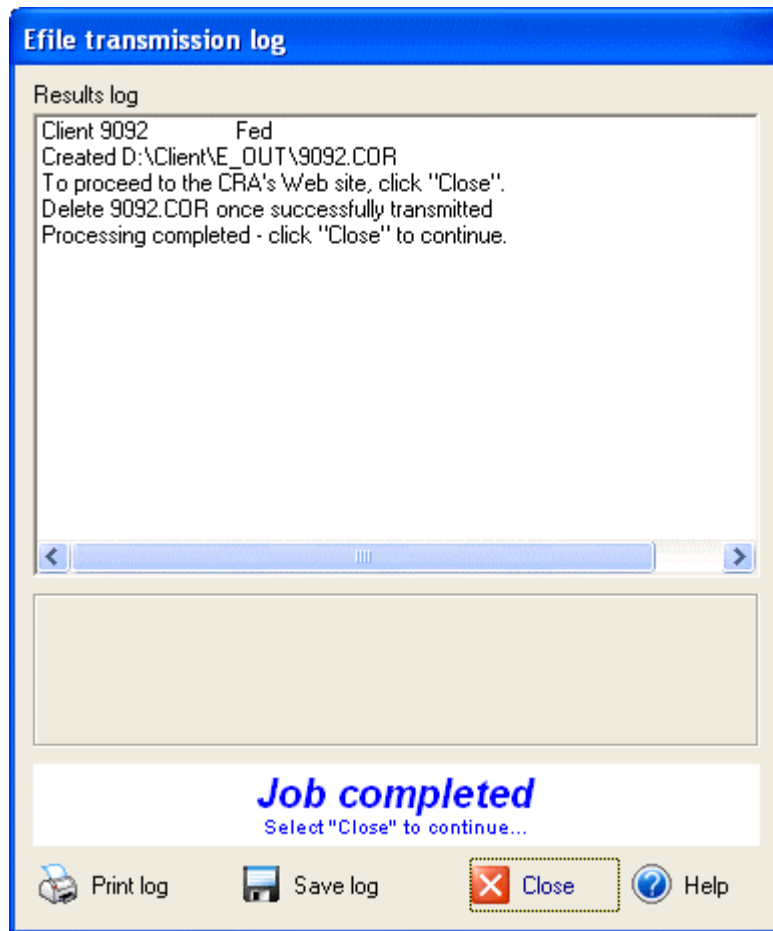 Efile transmission log
Results log
Client 9092 Fed
Created D:\Client\E_OUT\9092.COR
To proceed to the CRA's Web site, click "Close".
Delete 9092.COR once successfully transmitted
Processing completed - click "Close" to continue.
Job completed
Select "Close" to continue...
Print log Save log Close Help